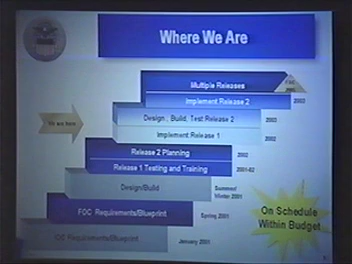 Where We Are
Multiple Releases
Implement Release 2
2003
Design , Build, Test Release 2
2003
Implement Release 1
2002
We are here
Release 2 Planning
2002
Release 1 Testing and Training
2001-02
Design/Build
Summer/
Winter 2001
FOC Requirements/Blueprint
Spring 2001
IOC Requirements/Blueprint
January 2001
On Schedule
Within Budget